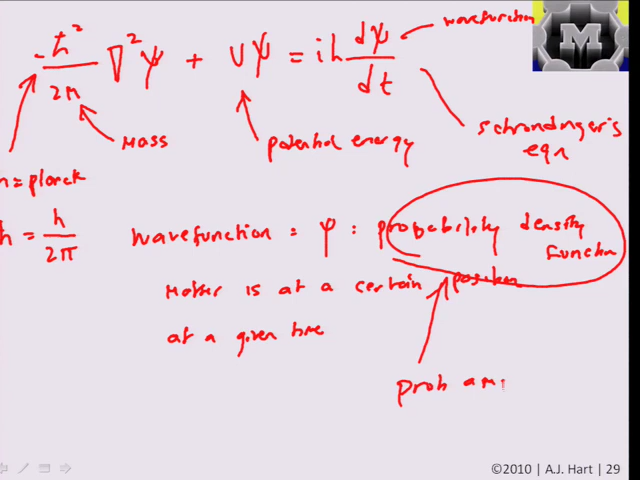 -ħ²/2m ∇²ψ + Uψ = iħ dψ/dt
wavefunction
M
mass
potential energy
schrondinger's
eqn
h = planck
ħ = h/2π
wavefunction = ψ : probability density
function
matter is at a certain position
at a given time
prob am
©2010 | A.J. Hart | 29